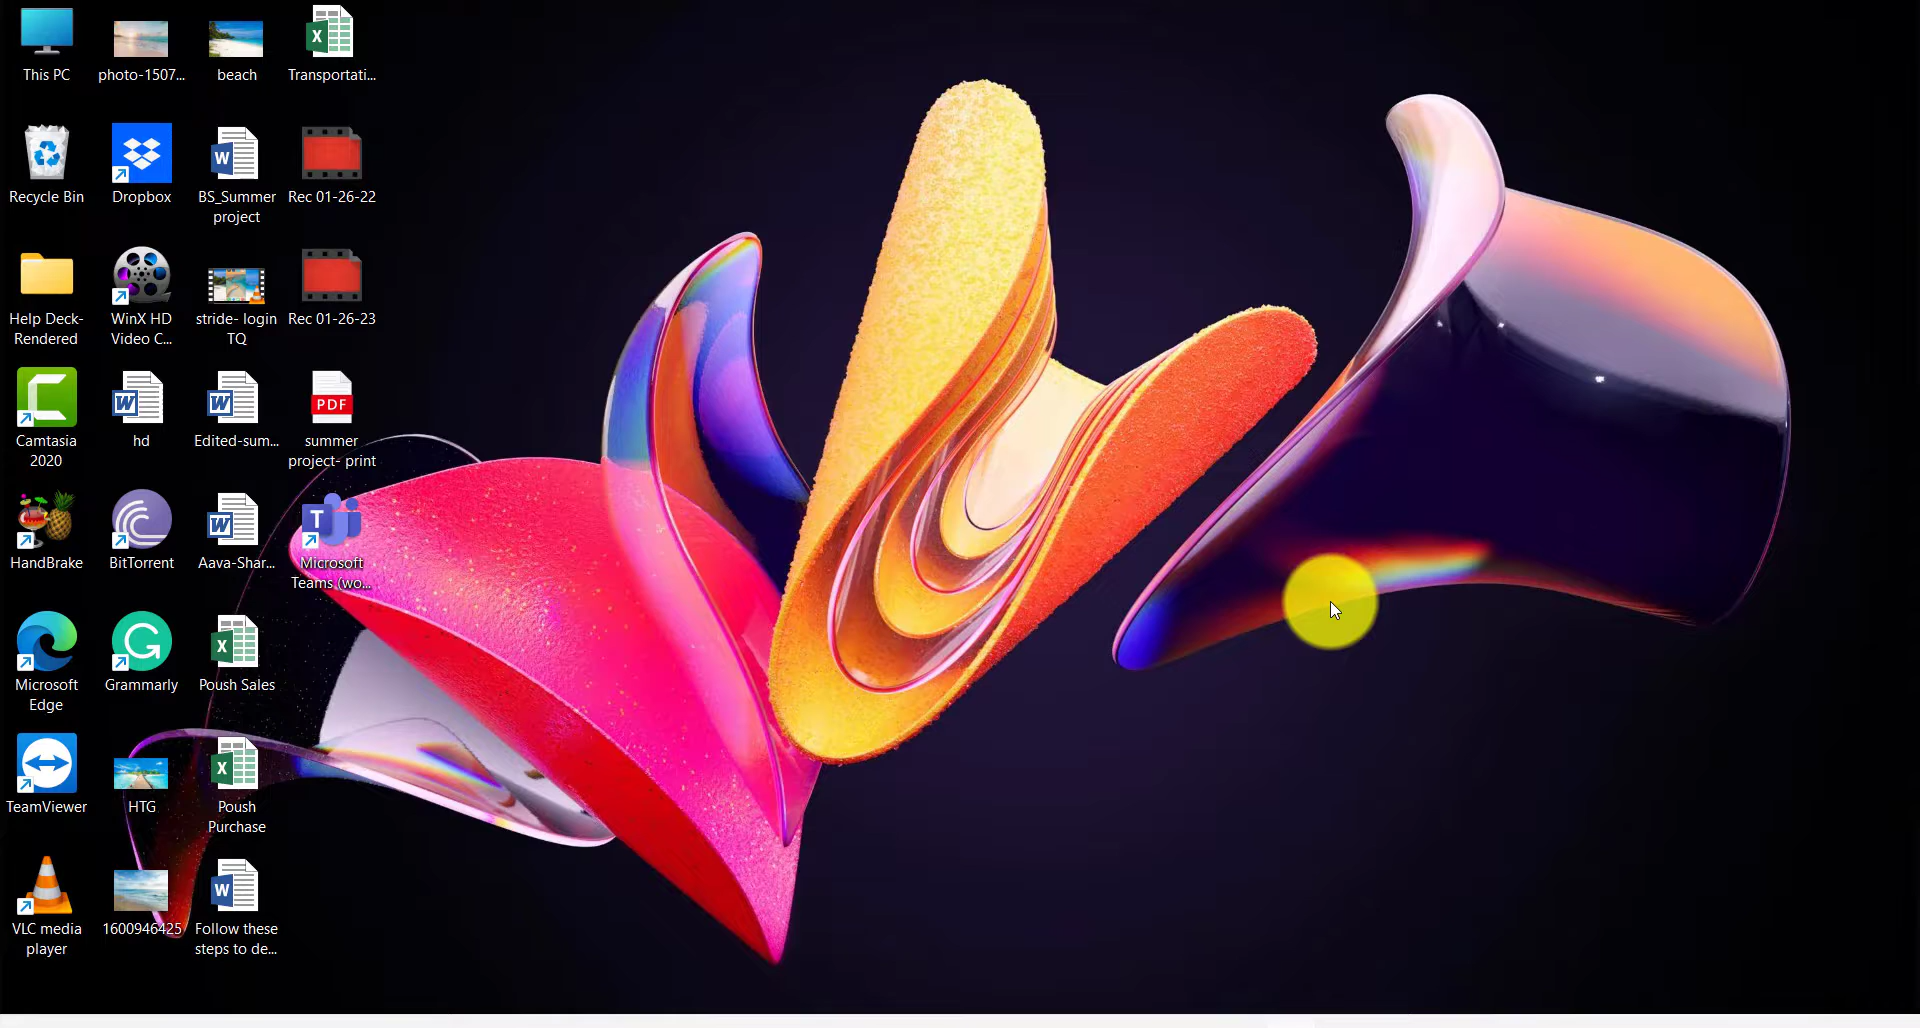 This PC
photo-1507...
beach
Transportati...
Recycle Bin
Dropbox
BS_Summer
project
Rec 01-26-22
Help Deck-
Rendered
WinX HD
Video C...
stride- login
TQ
Rec 01-26-23
Camtasia
2020
hd
Edited-sum...
PDF
summer
project- print
HandBrake
BitTorrent
Aava-Shar...
Microsoft
Teams (wo...
Microsoft
Edge
Grammarly
Poush Sales
TeamViewer
HTG
Poush
Purchase
VLC media
player
1600946425
Follow these
steps to de...